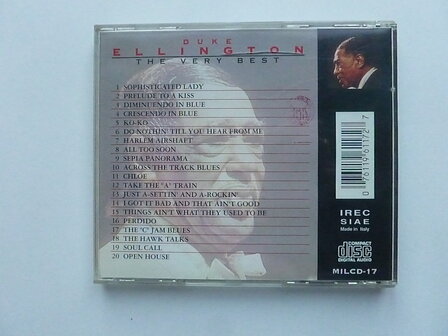 DUKE
ELLINGTON
THE VERY BEST
1 SOPHISTICATED LADY
2 PRELUDE TO A KISS
3 DIMINUENDO IN BLUE
4 CRESCENDO IN BLUE
5 KO-KO
6 DO NOTHIN' TILL YOU HEAR FROM ME
7 HARLEM AIRSHAFT
8 ALL TOO SOON
9 SEPIA PANORAMA
10 ACROSS THE TRACK BLUES
11 CHLOE
12 TAKE THE "A" TRAIN
13 JUST A-SETTIN' AND A-ROCKIN'
14 I GOT IT BAD AND THAT AIN'T GOOD
15 THINGS AIN'T WHAT THEY USED TO BE
16 PERDIDO
17 THE "C" JAM BLUES
18 THE HAWK TALKS
19 SOUL CALL
20 OPEN HOUSE
0 76119 61172 7
IREC
SIAE
Made in Italy
COMPACT
disc
DIGITAL AUDIO
MILCD-17